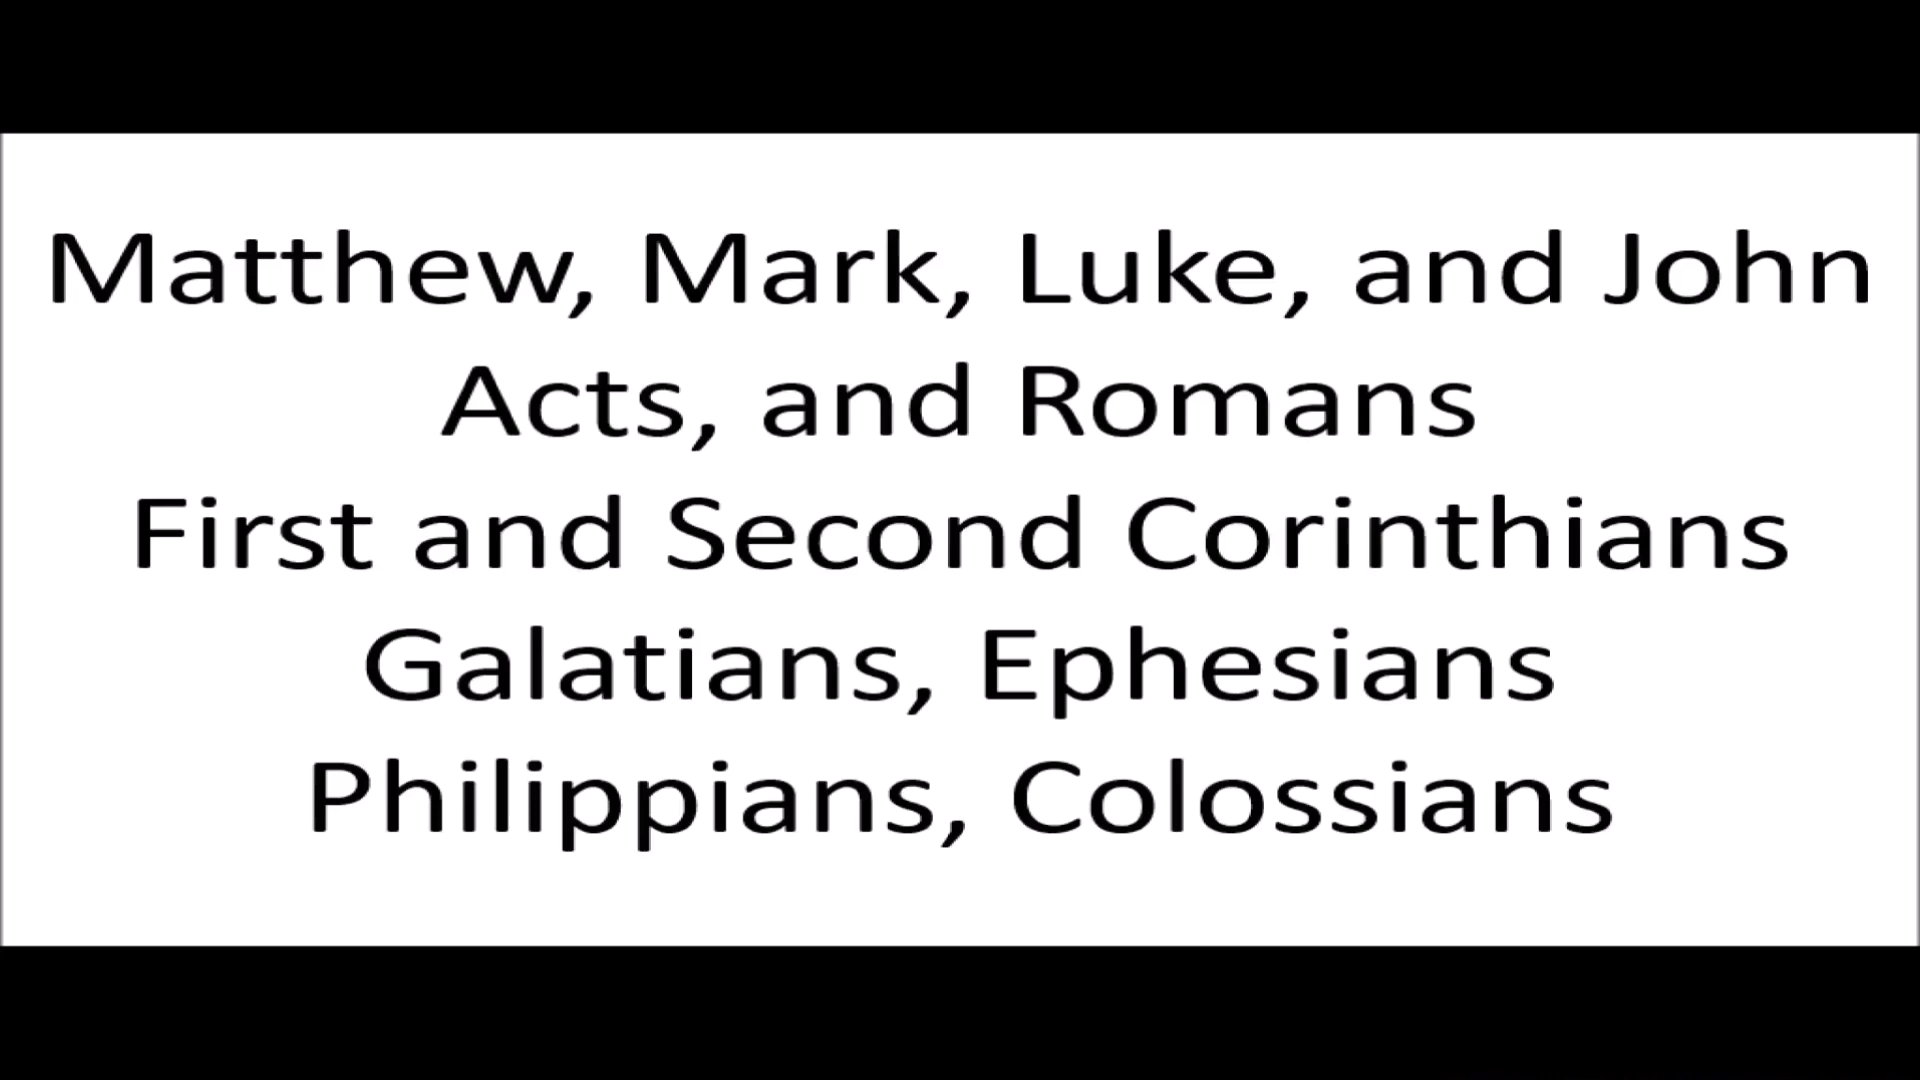 Matthew, Mark, Luke, and John
Acts, and Romans
First and Second Corinthians
Galatians, Ephesians
Philippians, Colossians